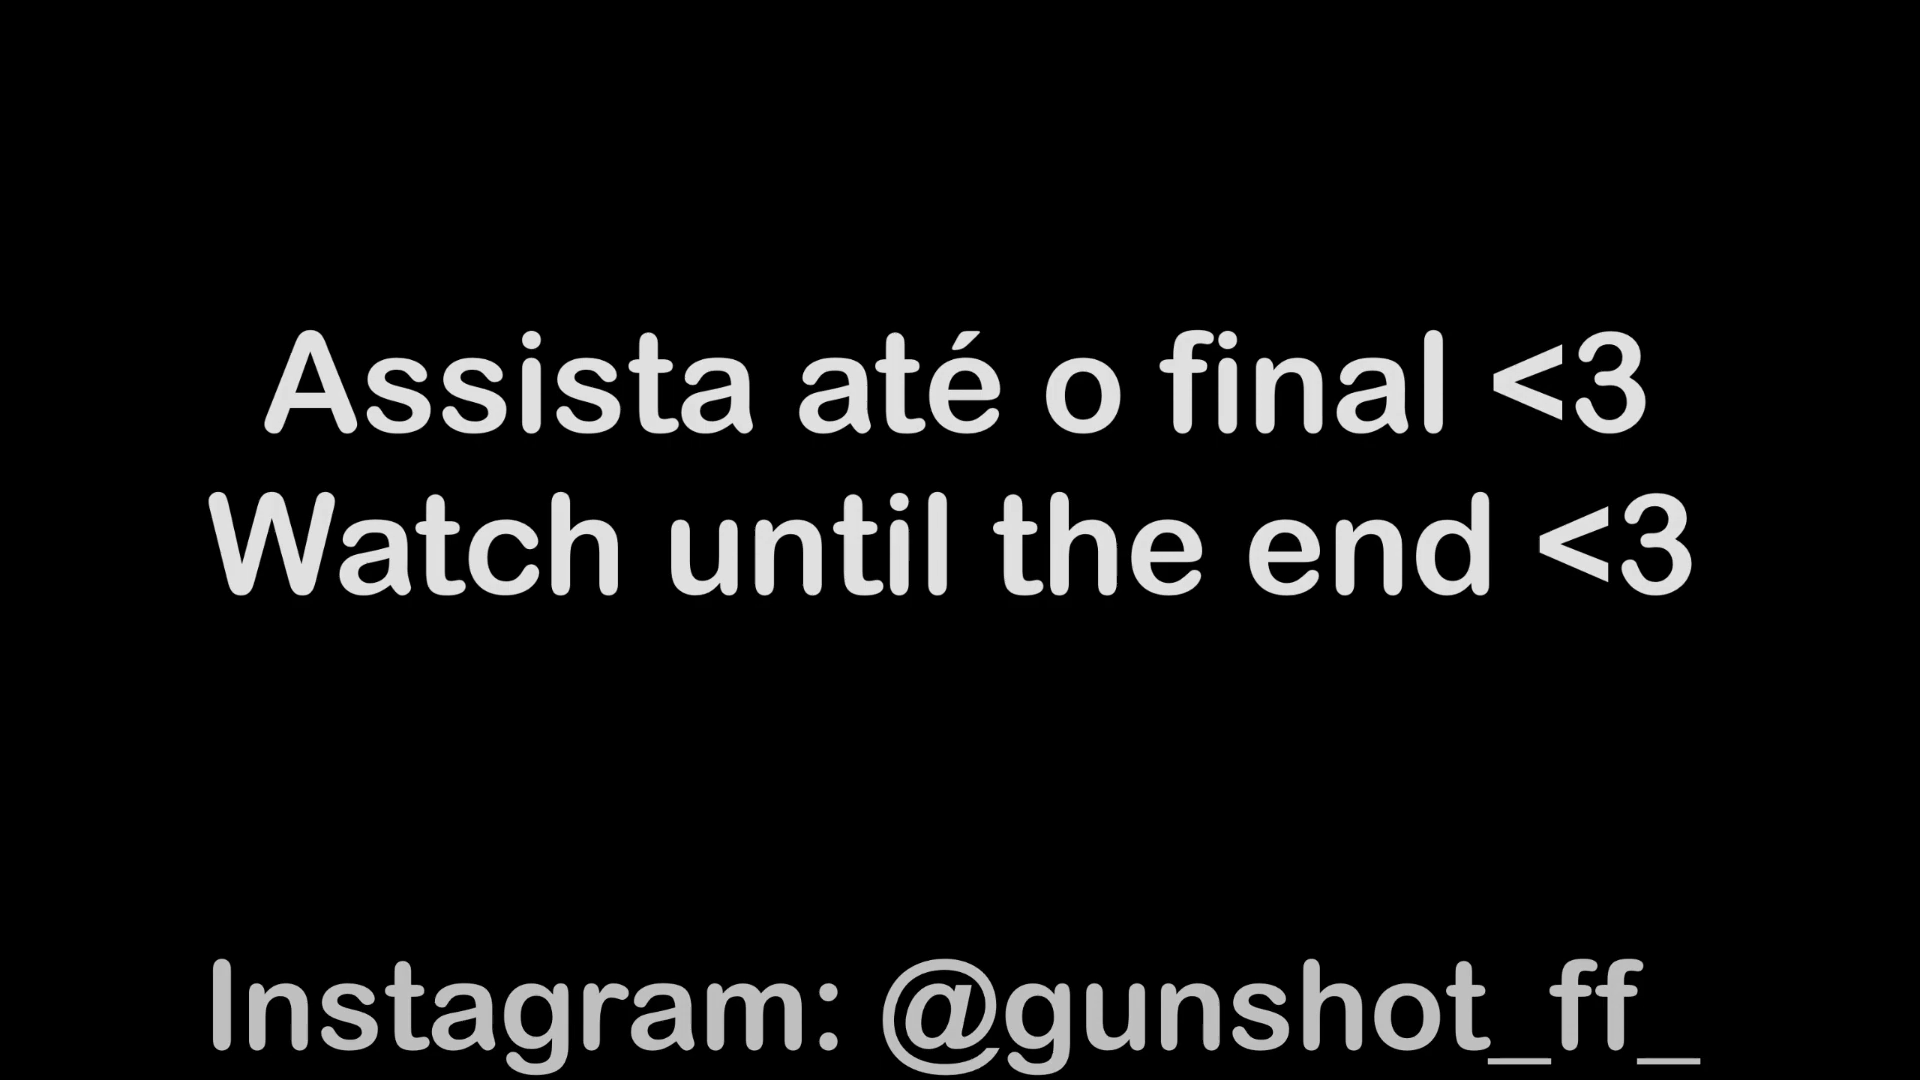 Assista até o final <3
Watch until the end <3
Instagram: @gunshot_ff_